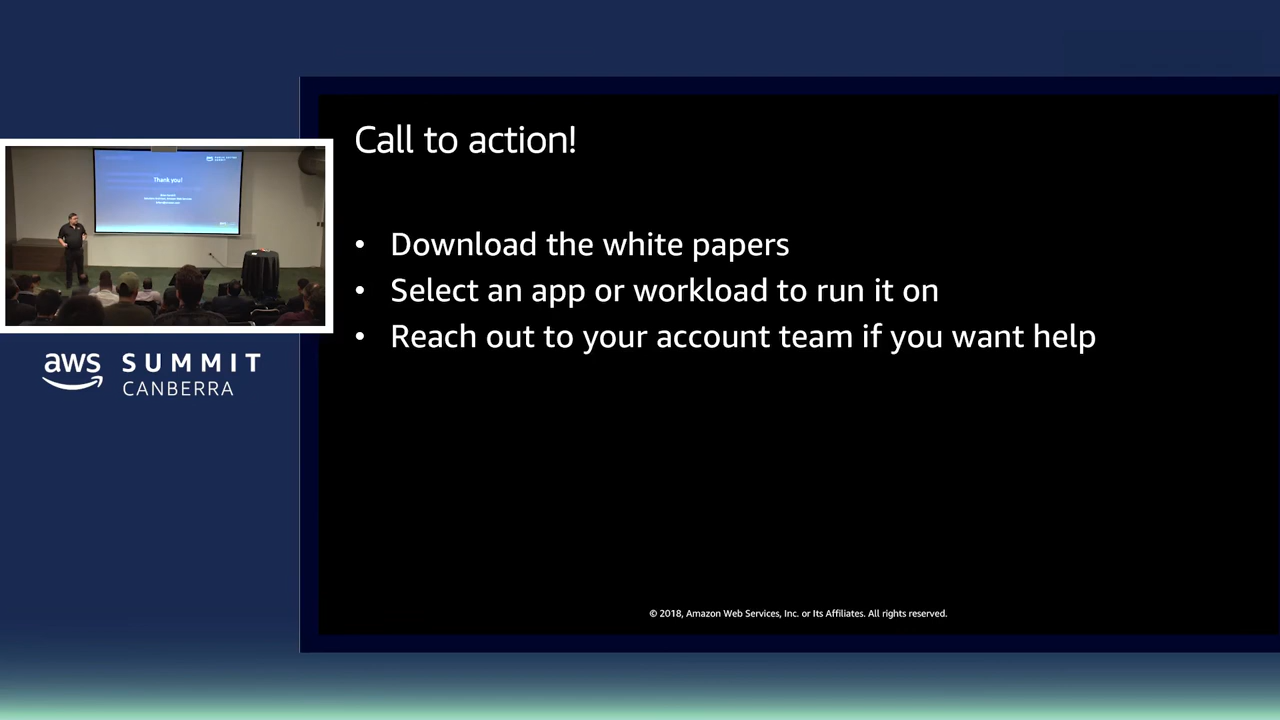 Call to action!
• Download the white papers
• Select an app or workload to run it on
• Reach out to your account team if you want help
© 2018, Amazon Web Services, Inc. or Its Affiliates. All rights reserved.
Thank you!
aws SUMMIT
CANBERRA